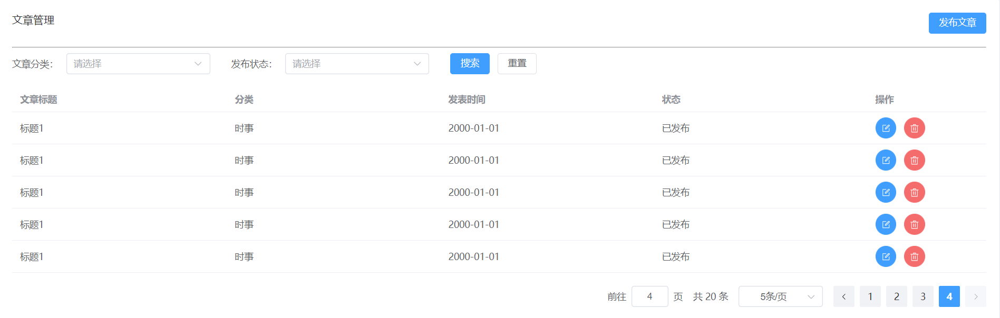 文章管理 发布文章
文章分类： 请选择 发布状态： 请选择 搜索 重置
文章标题 分类 发表时间 状态 操作
标题1 时事 2000-01-01 已发布
标题1 时事 2000-01-01 已发布
标题1 时事 2000-01-01 已发布
标题1 时事 2000-01-01 已发布
标题1 时事 2000-01-01 已发布
前往 4 页 共 20 条 5条/页 1 2 3 4